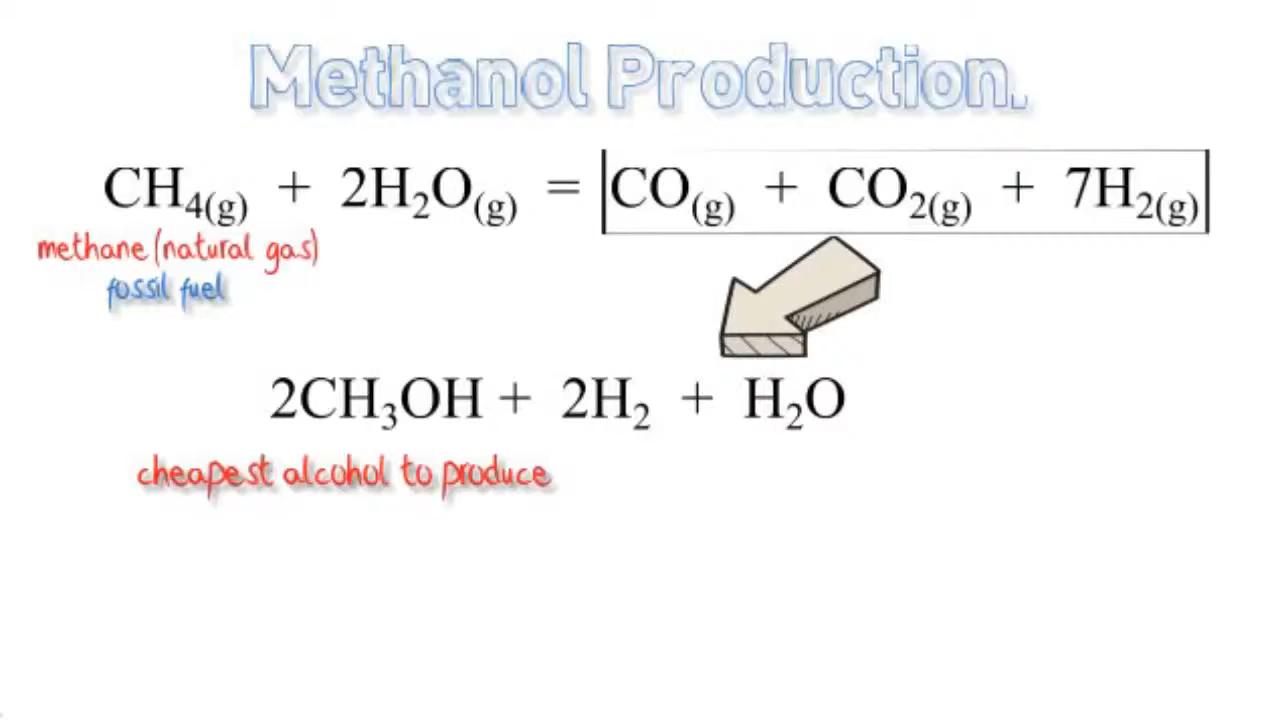 Methanol Production.
CH₄(g) + 2H₂O(g) = CO(g) + CO₂(g) + 7H₂(g)
methane (natural gas)
fossil fuel
2CH₃OH + 2H₂ + H₂O
cheapest alcohol to produce